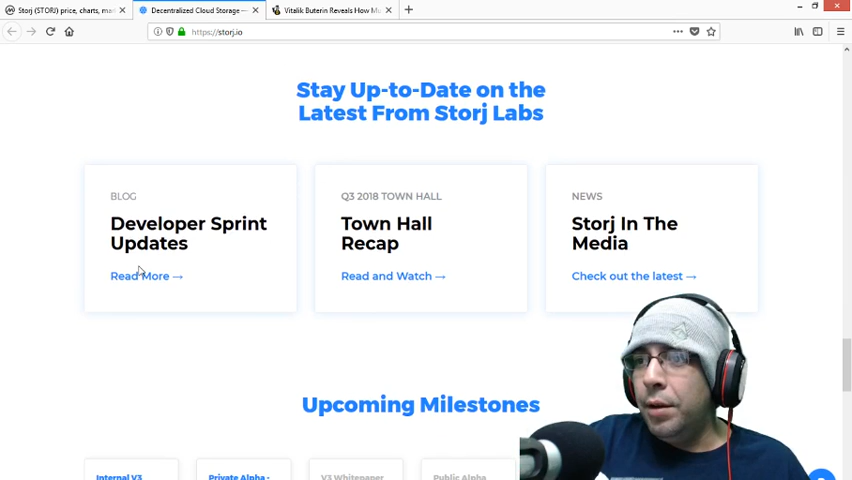 Storj (STORJ) price, charts, mar
Decentralized Cloud Storage —
Vitalik Buterin Reveals How Mu
https://storj.io
Stay Up-to-Date on the
Latest From Storj Labs
BLOG
Developer Sprint
Updates
Read More →
Q3 2018 TOWN HALL
Town Hall
Recap
Read and Watch →
NEWS
Storj In The
Media
Check out the latest →
Upcoming Milestones
Internal V3
Private Alpha -
V3 Whitepaper
Public Alpha